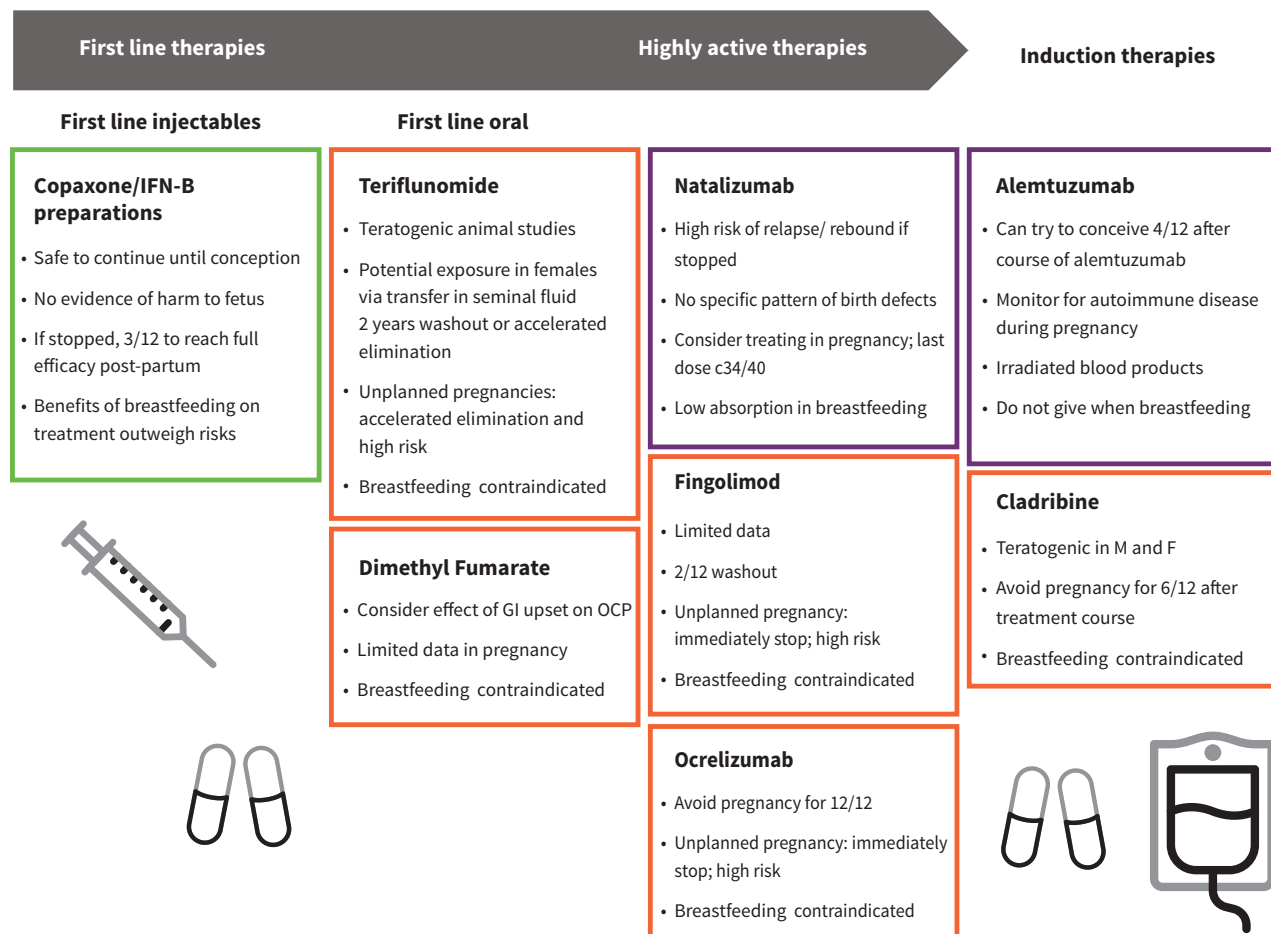 First line therapies
Highly active therapies
Induction therapies
First line injectables
First line oral
Copaxone/IFN-B
preparations
• Safe to continue until conception
• No evidence of harm to fetus
• If stopped, 3/12 to reach full
efficacy post-partum
• Benefits of breastfeeding on
treatment outweigh risks
Teriflunomide
• Teratogenic animal studies
• Potential exposure in females
via transfer in seminal fluid
2 years washout or accelerated
elimination
• Unplanned pregnancies:
accelerated elimination and
high risk
• Breastfeeding contraindicated
Dimethyl Fumarate
• Consider effect of GI upset on OCP
• Limited data in pregnancy
• Breastfeeding contraindicated
Natalizumab
• High risk of relapse/ rebound if
stopped
• No specific pattern of birth defects
• Consider treating in pregnancy; last
dose c34/40
• Low absorption in breastfeeding
Fingolimod
• Limited data
• 2/12 washout
• Unplanned pregnancy:
immediately stop; high risk
• Breastfeeding contraindicated
Ocrelizumab
• Avoid pregnancy for 12/12
• Unplanned pregnancy: immediately
stop; high risk
• Breastfeeding contraindicated
Alemtuzumab
• Can try to conceive 4/12 after
course of alemtuzumab
• Monitor for autoimmune disease
during pregnancy
• Irradiated blood products
• Do not give when breastfeeding
Cladribine
• Teratogenic in M and F
• Avoid pregnancy for 6/12 after
treatment course
• Breastfeeding contraindicated